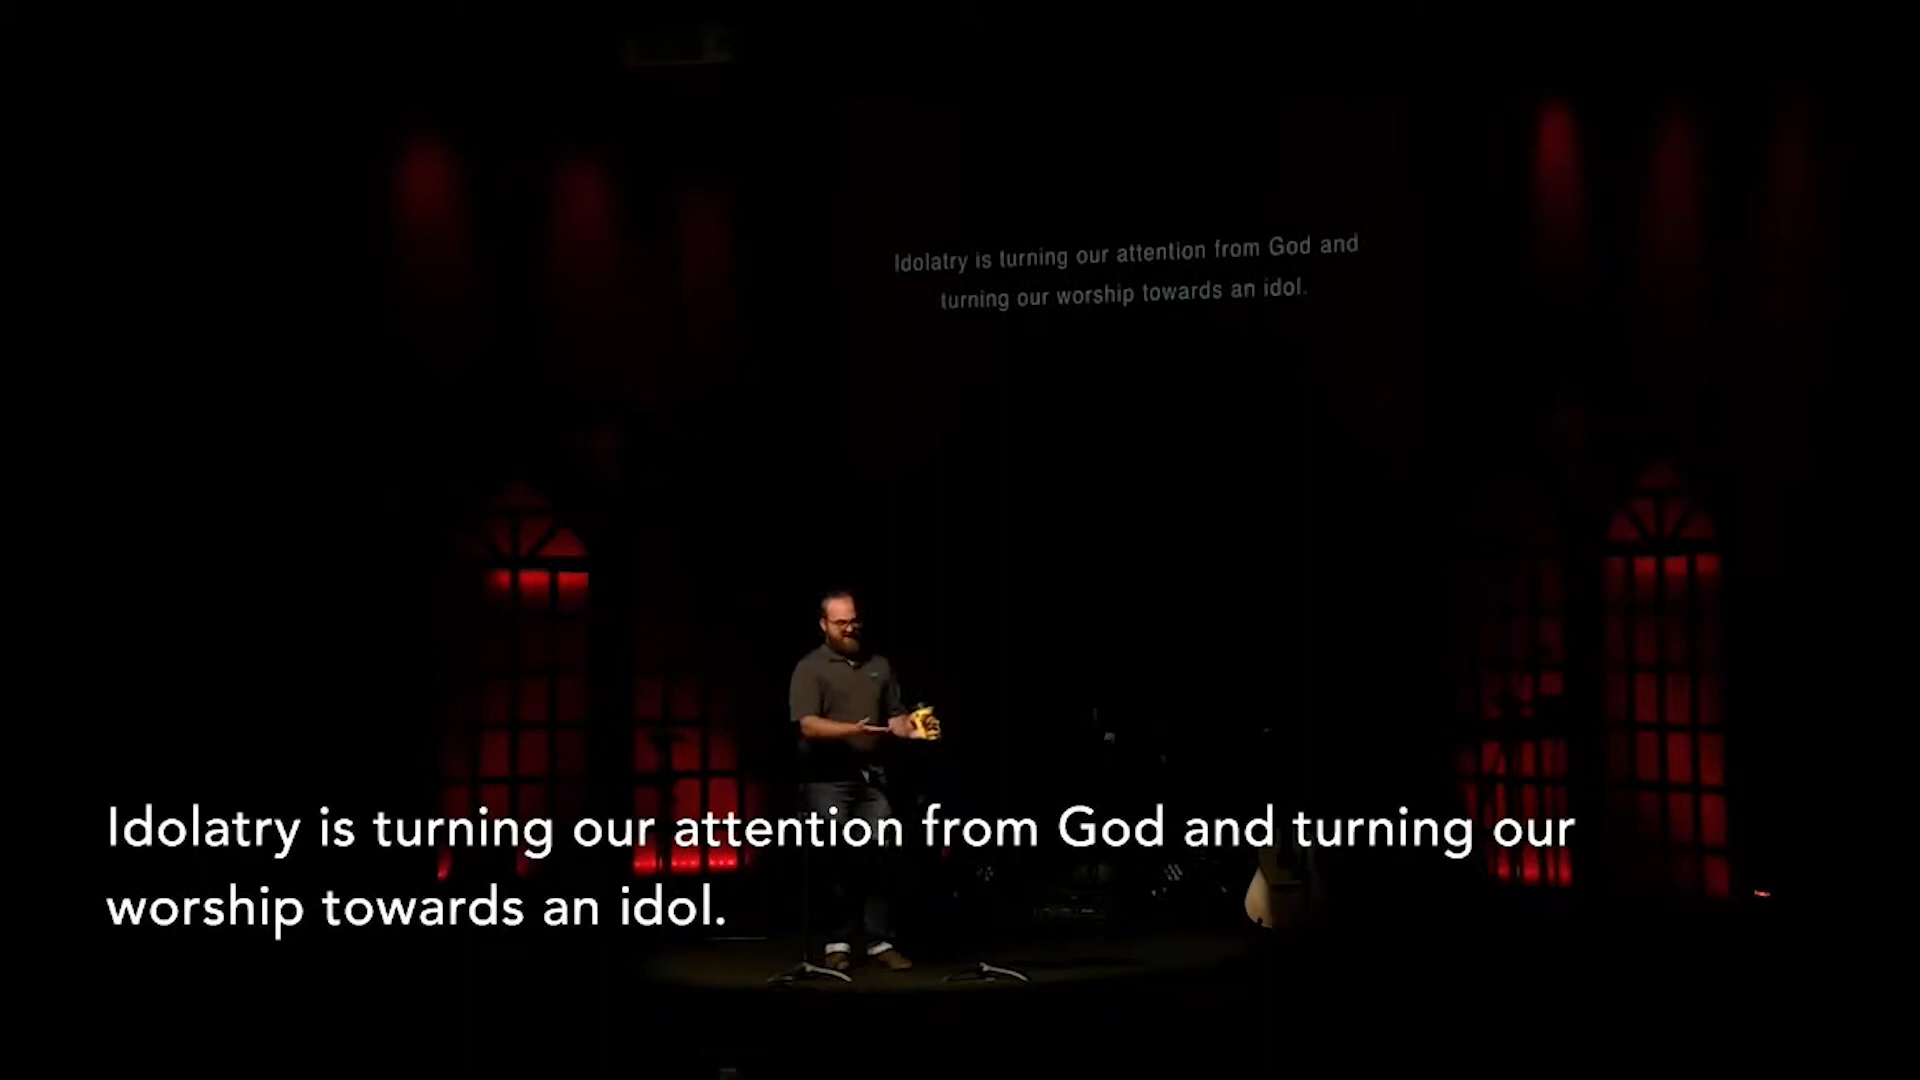 Idolatry is turning our attention from God and
turning our worship towards an idol.
Idolatry is turning our attention from God and turning our
worship towards an idol.